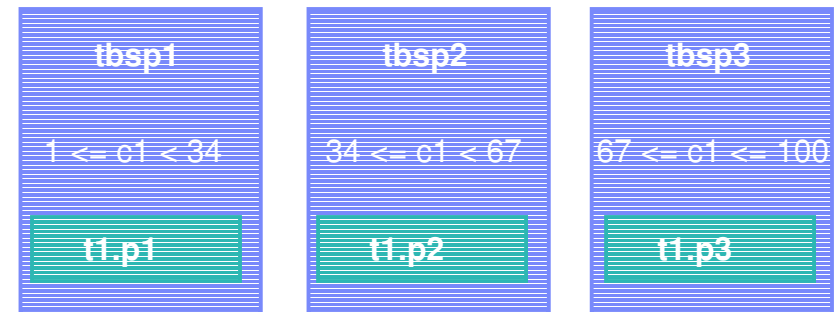 tbsp1 tbsp2 tbsp3
1 <= c1 < 34 34 <= c1 < 67 67 <= c1 <= 100
t1.p1 t1.p2 t1.p3